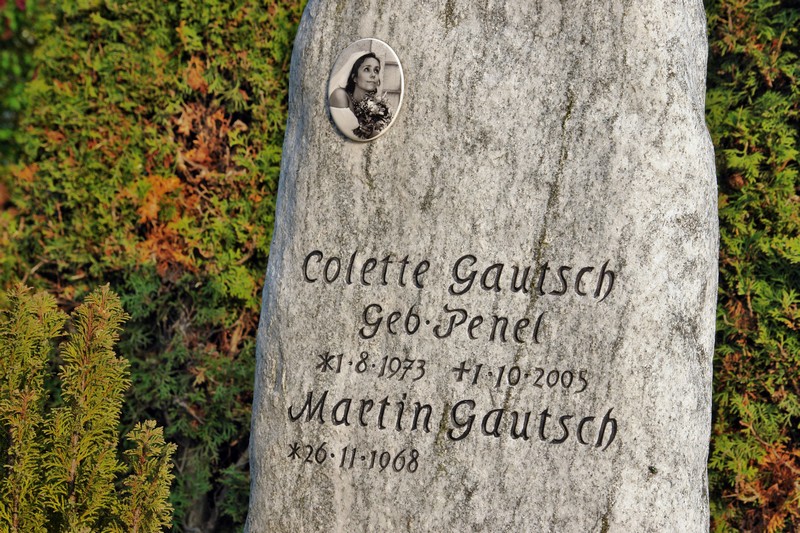 Colette Gautsch
Geb·Penel
*1·8·1973 +1·10·2005
Martin Gautsch
*26·11·1968